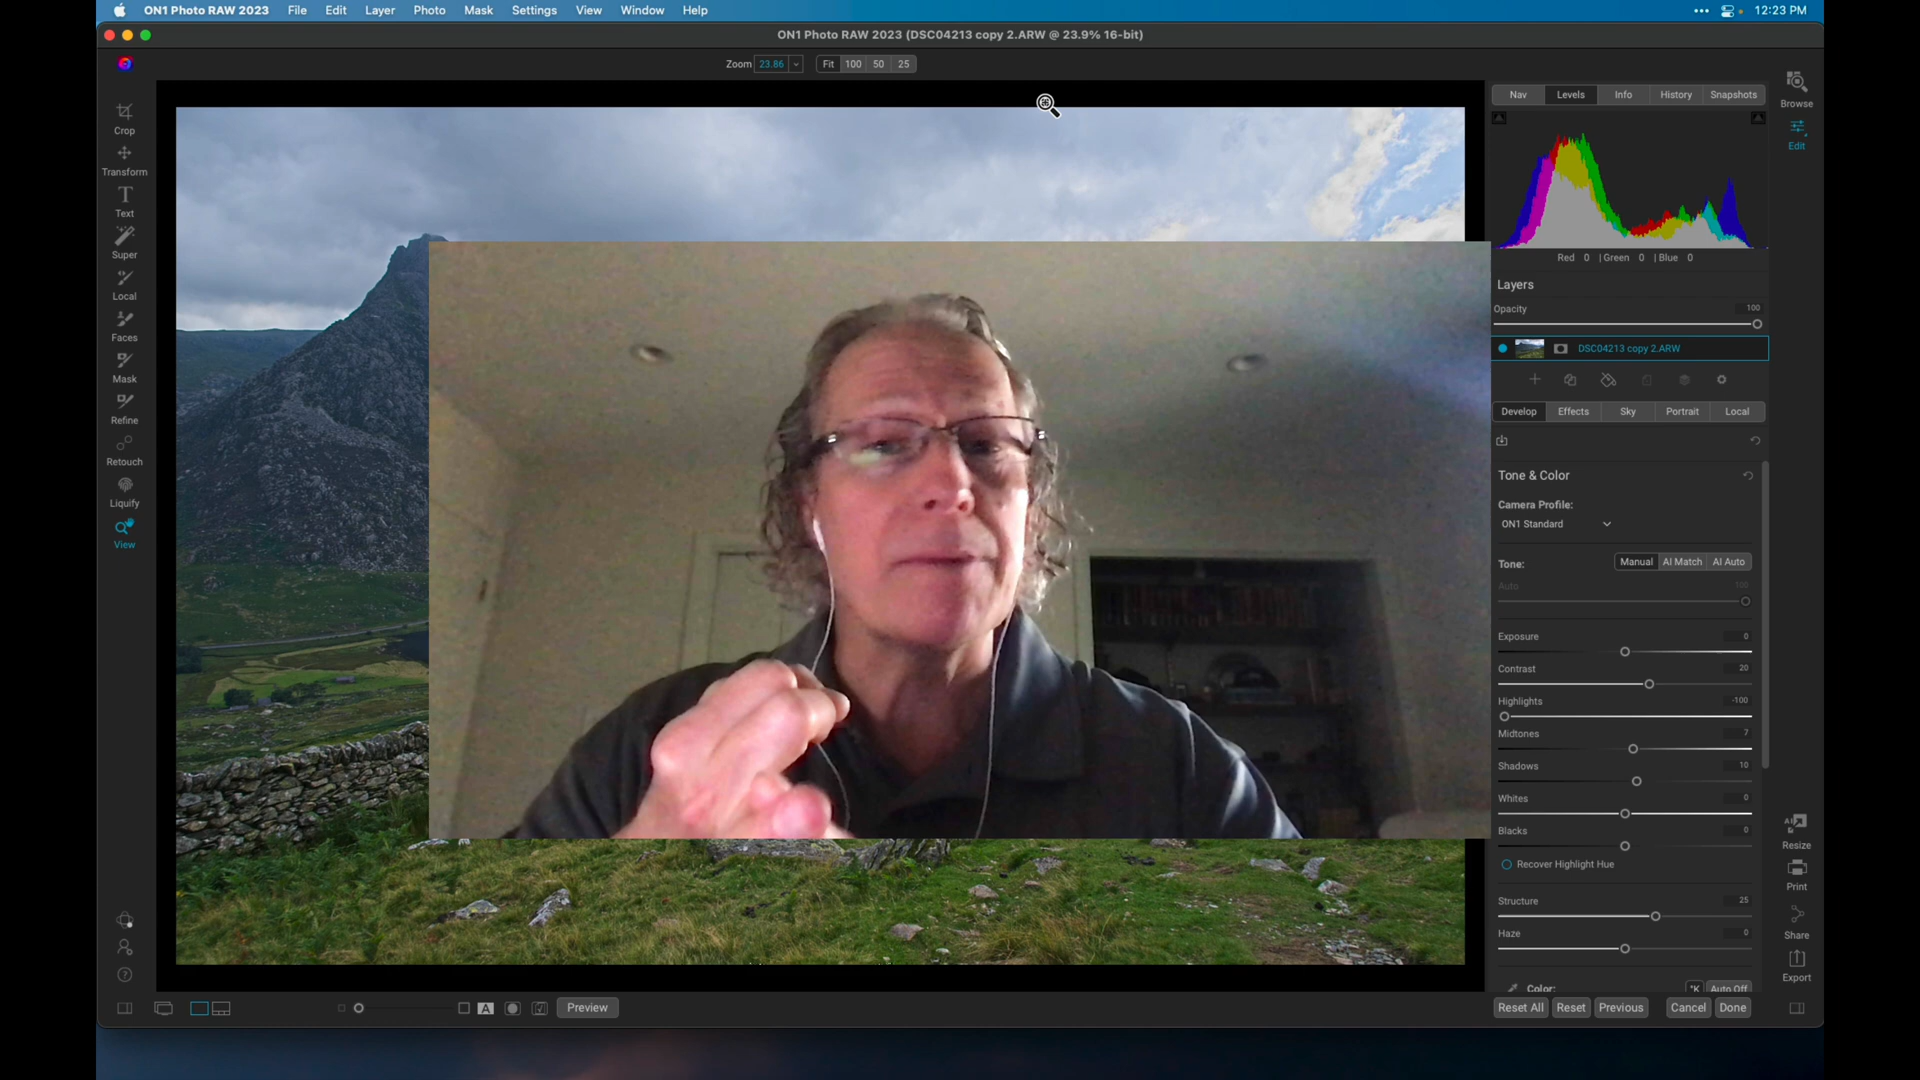 ON1 Photo RAW 2023 File Edit Layer Photo Mask Settings View Window Help 12:23 PM
ON1 Photo RAW 2023 (DSC04213 copy 2.ARW @ 23.9% 16-bit)
Zoom 23.86 Fit 100 50 25
Crop
Transform
Text
Super
Local
Faces
Mask
Refine
Retouch
Liquify
View
Nav Levels Info History Snapshots
Red 0 | Green 0 | Blue 0
Layers
Opacity 100
DSC04213 copy 2.ARW
Develop Effects Sky Portrait Local
Tone & Color
Camera Profile:
ON1 Standard
Tone: Manual AI Match AI Auto
Auto 100
Exposure 0
Contrast 20
Highlights -100
Midtones 7
Shadows 10
Whites 0
Blacks 0
Recover Highlight Hue
Structure 25
Haze 0
Color: °K Auto Off
Browse
Edit
Resize
Print
Share
Export
A Preview
Reset All Reset Previous Cancel Done